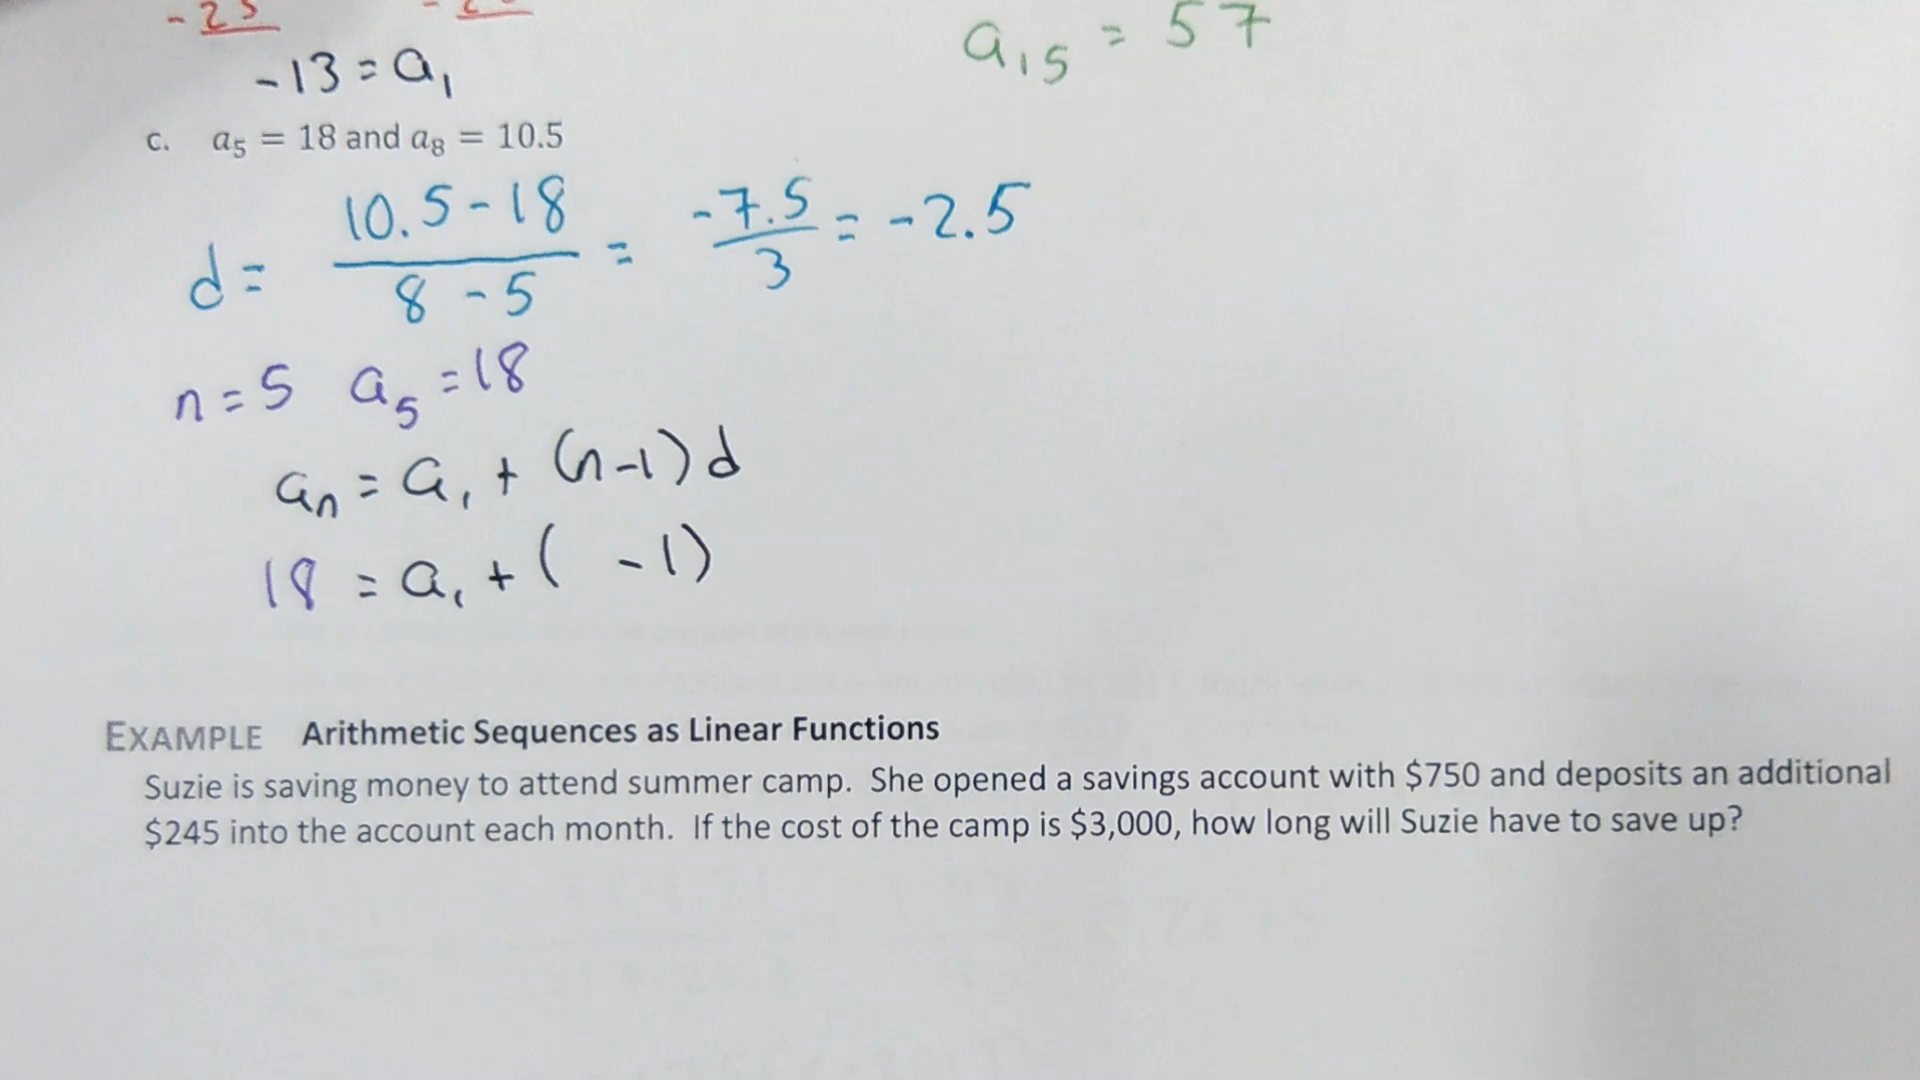 -25
-13 = a₁
a₁₅ = 57
c. a₅ = 18 and a₈ = 10.5
d = (10.5 - 18)/(8 - 5) = -7.5/3 = -2.5
n = 5 a₅ = 18
aₙ = a₁ + (n-1)d
18 = a₁ + ( -1)
EXAMPLE Arithmetic Sequences as Linear Functions
Suzie is saving money to attend summer camp. She opened a savings account with $750 and deposits an additional
$245 into the account each month. If the cost of the camp is $3,000, how long will Suzie have to save up?